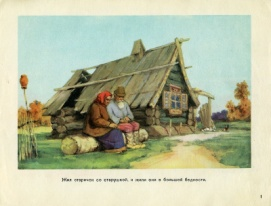 Жил старичок со старушкой, и жили они в большой бедности.